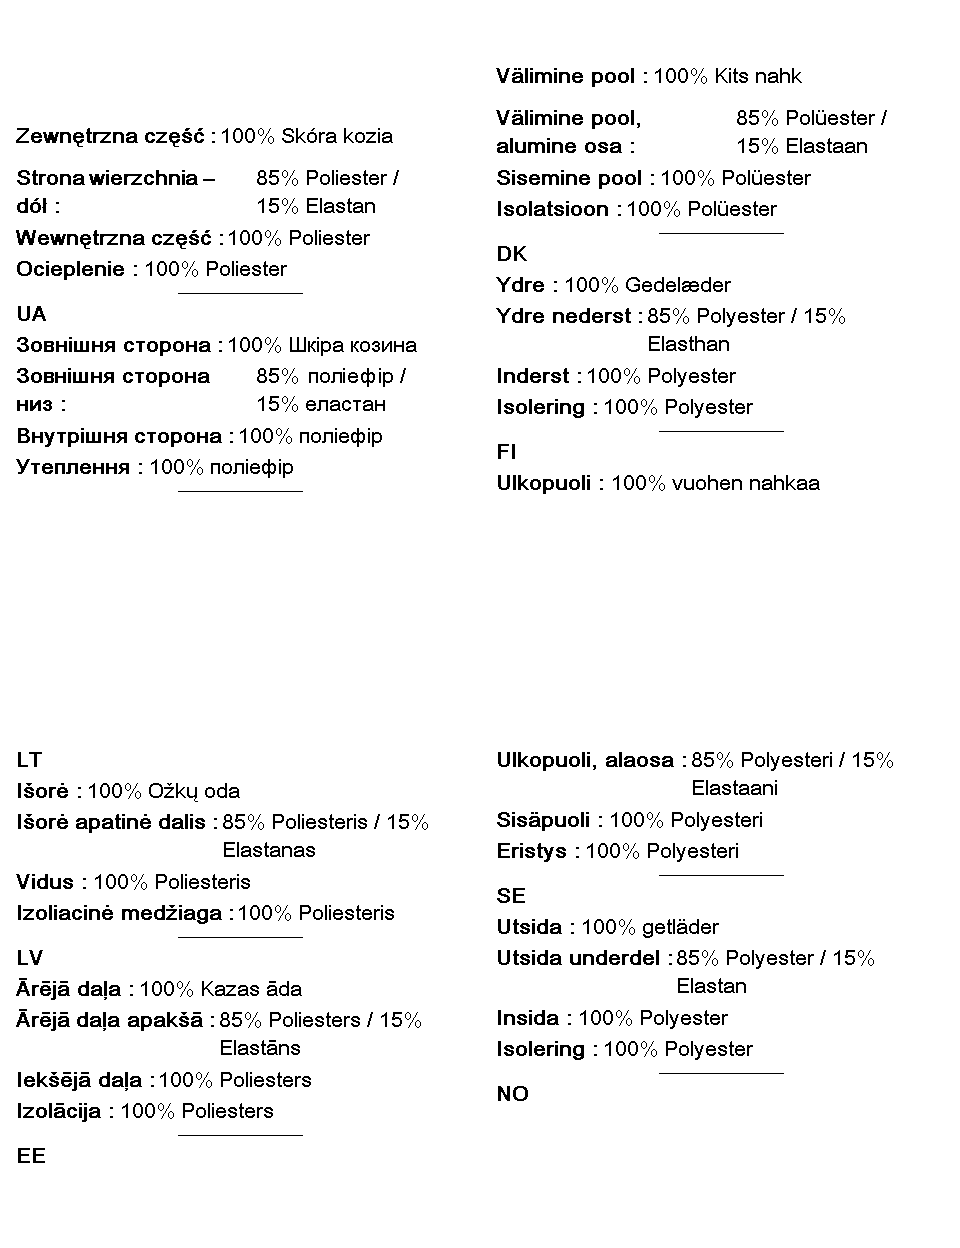 Zewnętrzna część : 100% Skóra kozia
Strona wierzchnia – 85% Poliester /
dół : 15% Elastan
Wewnętrzna część : 100% Poliester
Ocieplenie : 100% Poliester
UA
Зовнішня сторона : 100% Шкіра козина
Зовнішня сторона 85% поліефір /
низ : 15% еластан
Внутрішня сторона : 100% поліефір
Утеплення : 100% поліефір
LT
Išorė : 100% Ožkų oda
Išorė apatinė dalis : 85% Poliesteris / 15%
Elastanas
Vidus : 100% Poliesteris
Izoliacinė medžiaga : 100% Poliesteris
LV
Ārējā daļa : 100% Kazas āda
Ārējā daļa apakšā : 85% Poliesters / 15%
Elastāns
Iekšējā daļa : 100% Poliesters
Izolācija : 100% Poliesters
EE
Välimine pool : 100% Kits nahk
Välimine pool, 85% Polüester /
alumine osa : 15% Elastaan
Sisemine pool : 100% Polüester
Isolatsioon : 100% Polüester
DK
Ydre : 100% Gedelæder
Ydre nederst : 85% Polyester / 15%
Elasthan
Inderst : 100% Polyester
Isolering : 100% Polyester
FI
Ulkopuoli : 100% vuohen nahkaa
Ulkopuoli, alaosa : 85% Polyesteri / 15%
Elastaani
Sisäpuoli : 100% Polyesteri
Eristys : 100% Polyesteri
SE
Utsida : 100% getläder
Utsida underdel : 85% Polyester / 15%
Elastan
Insida : 100% Polyester
Isolering : 100% Polyester
NO